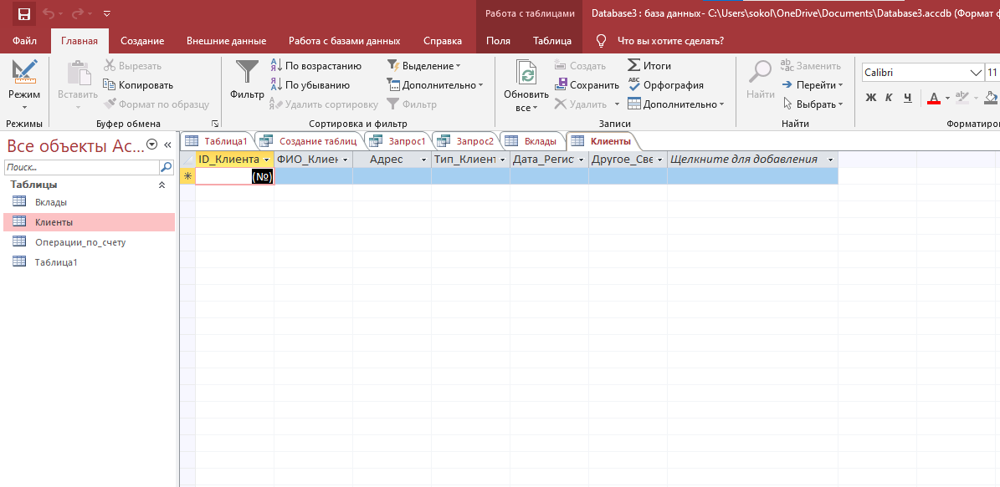 Работа с таблицами
Database3 : база данных- C:\Users\sokol\OneDrive\Documents\Database3.accdb (Формат ф
Файл Главная Создание Внешние данные Работа с базами данных Справка Поля Таблица Что вы хотите сделать?
Режим
Вставить
Вырезать
Копировать
Формат по образцу
Фильтр
По возрастанию
По убыванию
Удалить сортировку
Выделение
Дополнительно
Фильтр
Обновить
все
Создать
Сохранить
Удалить
Итоги
Орфография
Дополнительно
Найти
Заменить
Перейти
Выбрать
Calibri 11
Ж К Ч А
Режимы Буфер обмена Сортировка и фильтр Записи Найти Форматиро
Все объекты Ac...
Поиск...
Таблицы
Вклады
Клиенты
Операции_по_счету
Таблица1
Таблица1 Создание таблиц Запрос1 Запрос2 Вклады Клиенты
ID_Клиента ФИО_Клиен Адрес Тип_Клиент Дата_Регис Другое_Све Щелкните для добавления
(№)